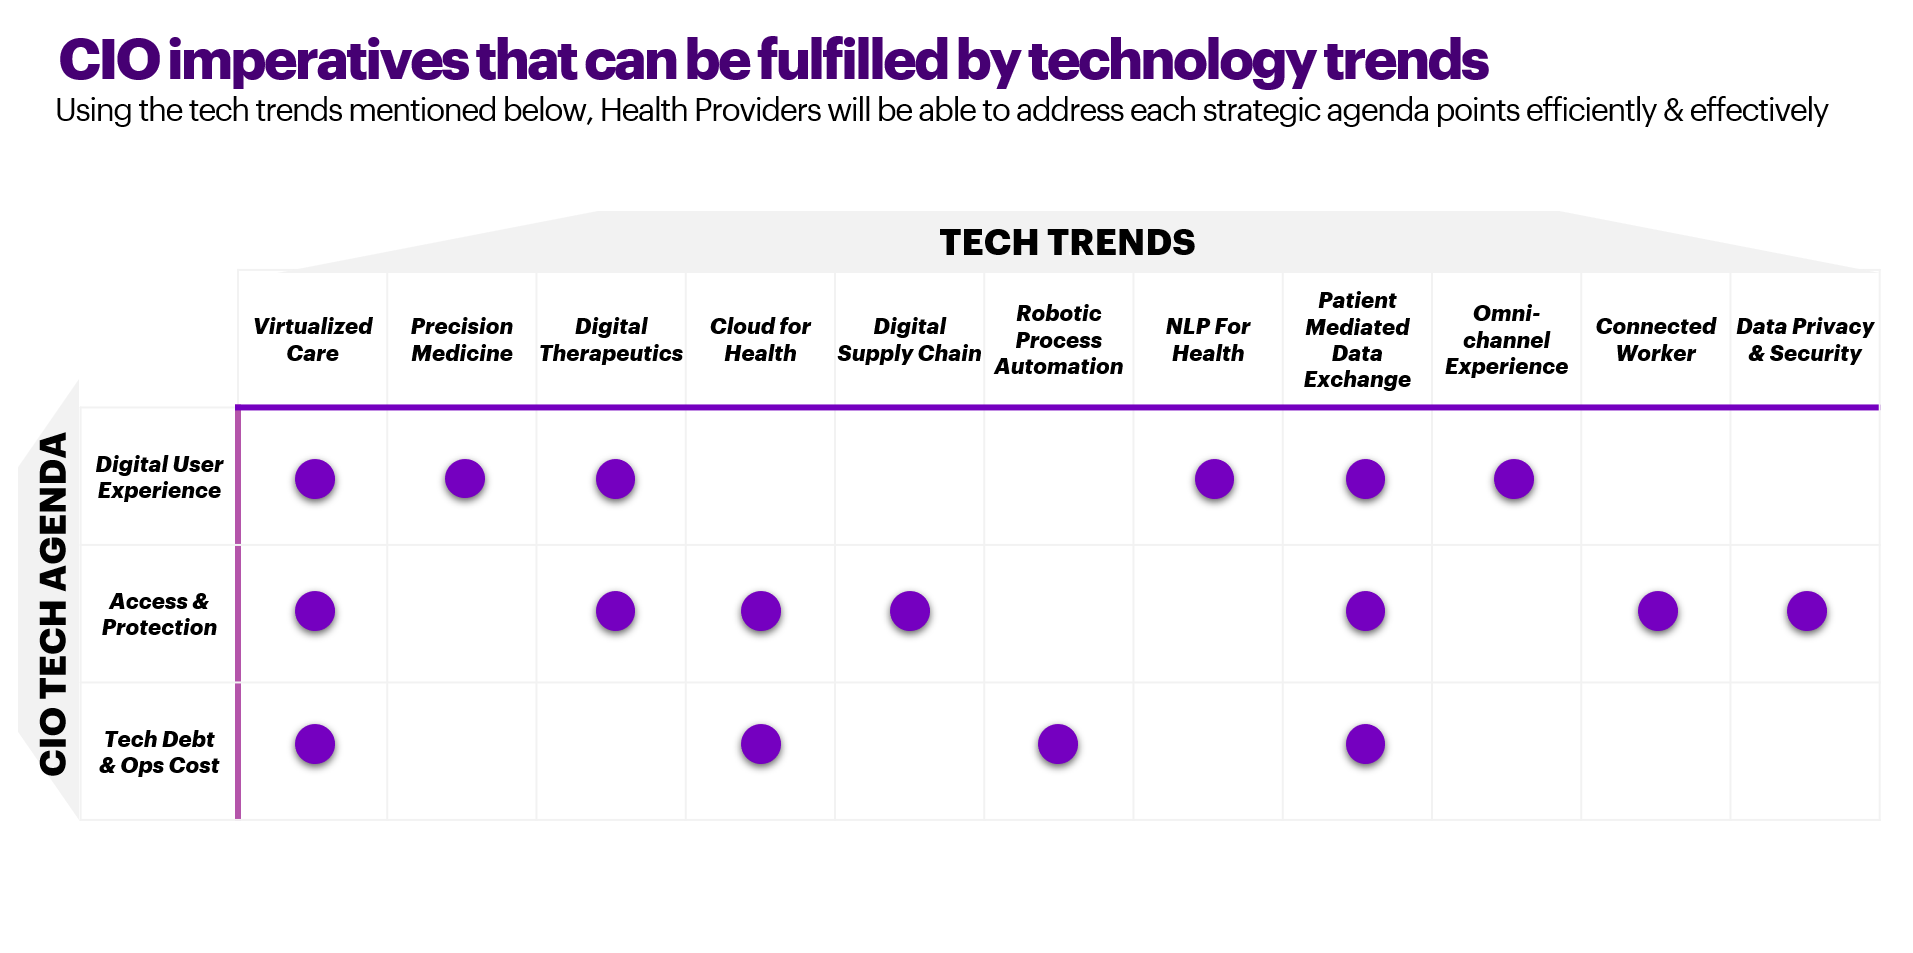 CIO imperatives that can be fulfilled by technology trends
Using the tech trends mentioned below, Health Providers will be able to address each strategic agenda points efficiently & effectively
TECH TRENDS
Virtualized
Care
Precision
Medicine
Digital
Therapeutics
Cloud for
Health
Digital
Supply Chain
Robotic
Process
Automation
NLP For
Health
Patient
Mediated
Data
Exchange
Omni-
channel
Experience
Connected
Worker
Data Privacy
& Security
CIO TECH AGENDA
Digital User
Experience
Access &
Protection
Tech Debt
& Ops Cost